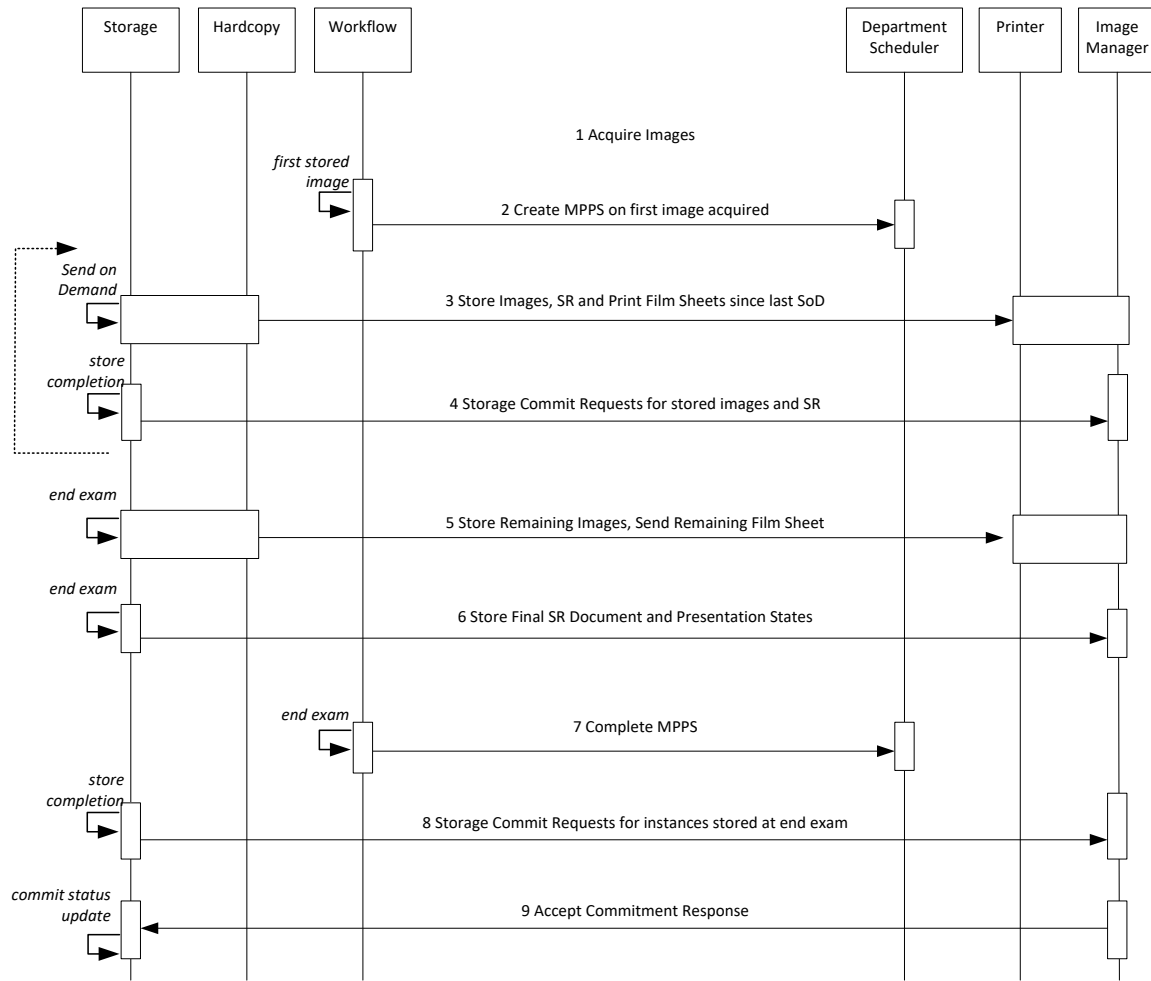 Storage
Hardcopy
Workflow
Department
Scheduler
Printer
Image
Manager
1 Acquire Images
first stored
image
2 Create MPPS on first image acquired
Send on
Demand
3 Store Images, SR and Print Film Sheets since last SoD
store
completion
4 Storage Commit Requests for stored images and SR
end exam
5 Store Remaining Images, Send Remaining Film Sheet
end exam
6 Store Final SR Document and Presentation States
end exam
7 Complete MPPS
store
completion
8 Storage Commit Requests for instances stored at end exam
commit status
update
9 Accept Commitment Response